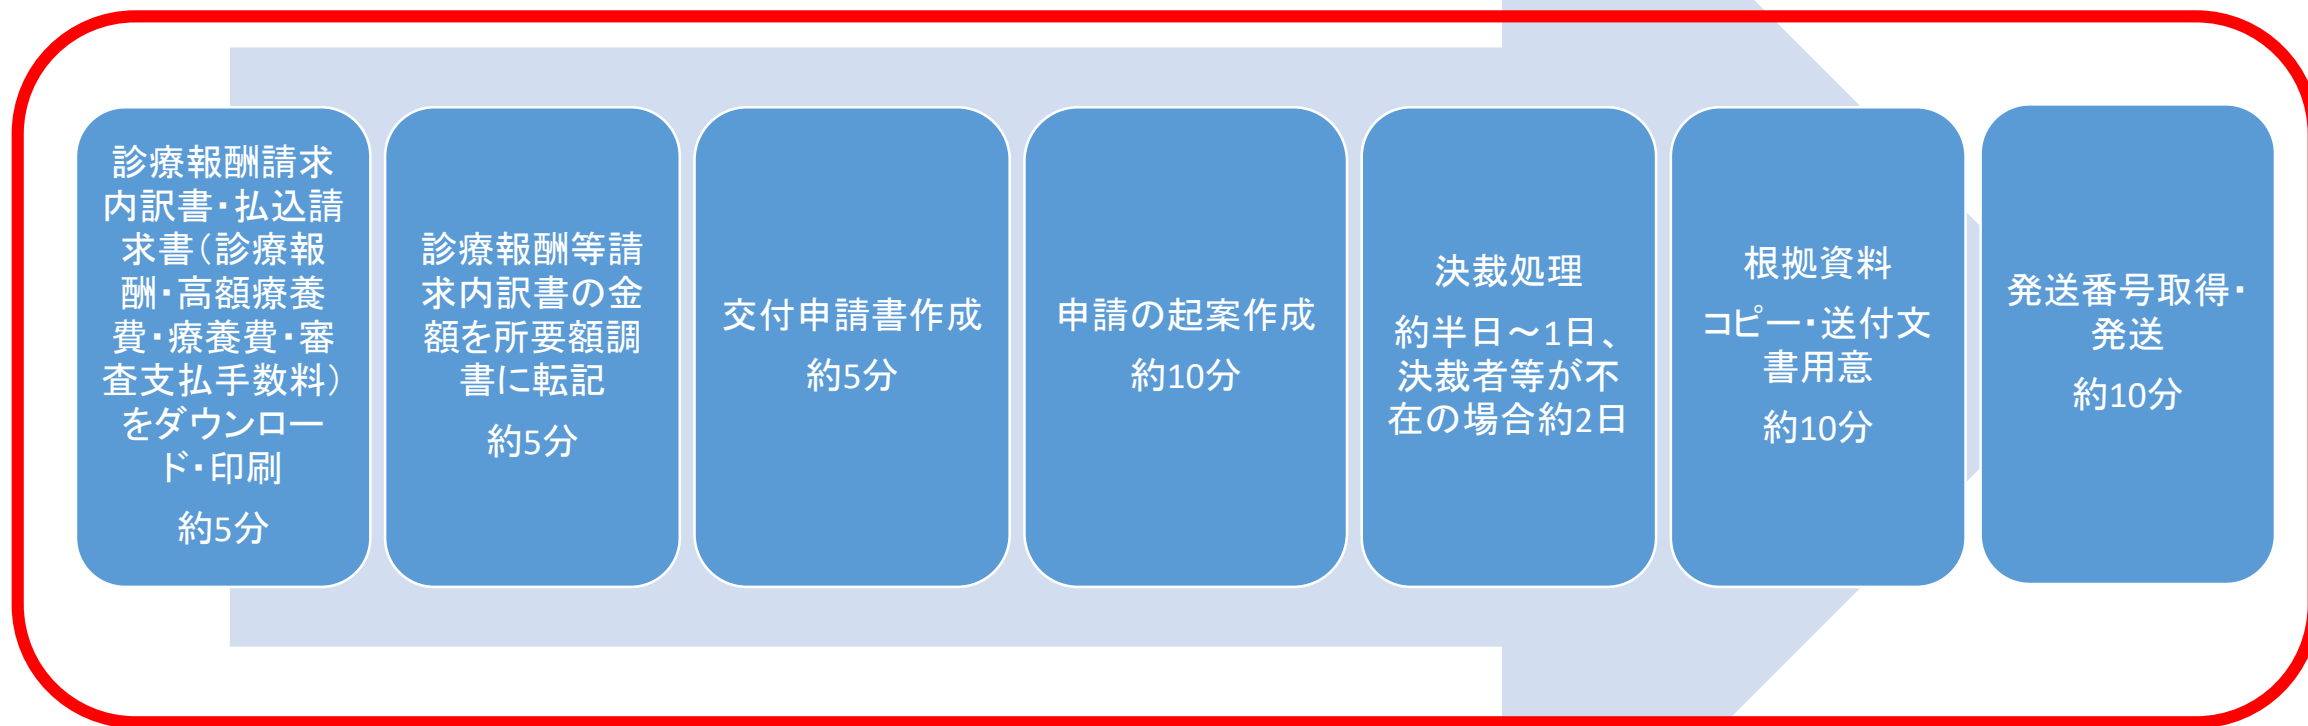 診療報酬請求
内訳書・払込請
求書（診療報
酬・高額療養
費・療養費・審
査支払手数料）
をダウンロー
ド・印刷
約5分
診療報酬等請
求内訳書の金
額を所要額調
書に転記
約5分
交付申請書作成
約5分
申請の起案作成
約10分
決裁処理
約半日～1日、
決裁者等が不
在の場合約2日
根拠資料
コピー・送付文
書用意
約10分
発送番号取得・
発送
約10分